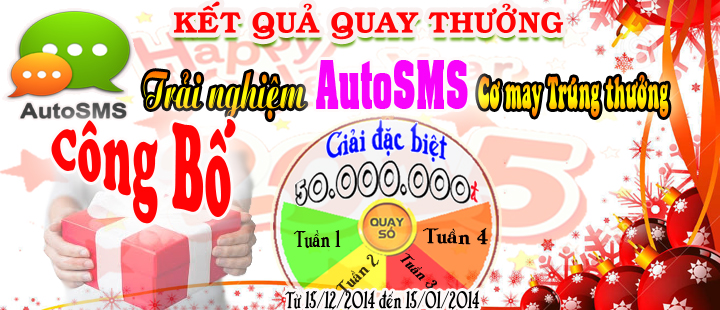 KẾT QUẢ QUAY THƯỞNG
AutoSMS
Trải nghiệm AutoSMS Cơ may Trúng thưởng
Công Bố
Giải đặc biệt
50.000.000đ
QUAY SỐ
Tuần 1
Tuần 2
Tuần 3
Tuần 4
Từ 15/12/2014 đến 15/01/2014
Happy